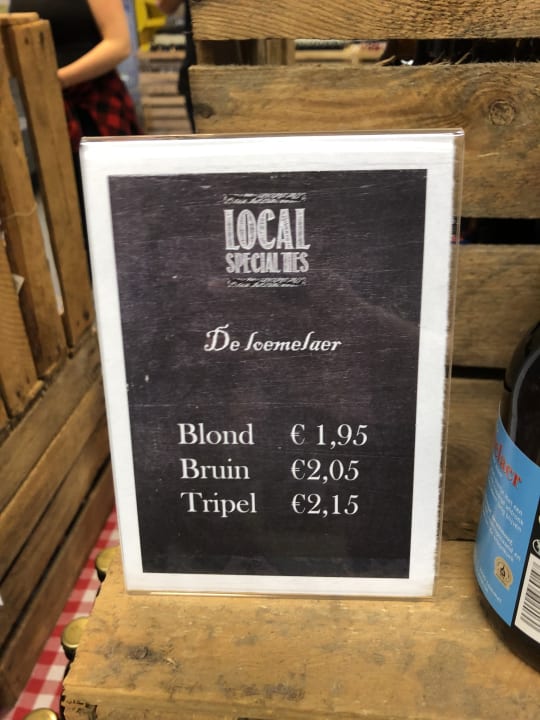 LOCAL
SPECIALTIES
De loemelaer
Blond € 1,95
Bruin €2,05
Tripel €2,15